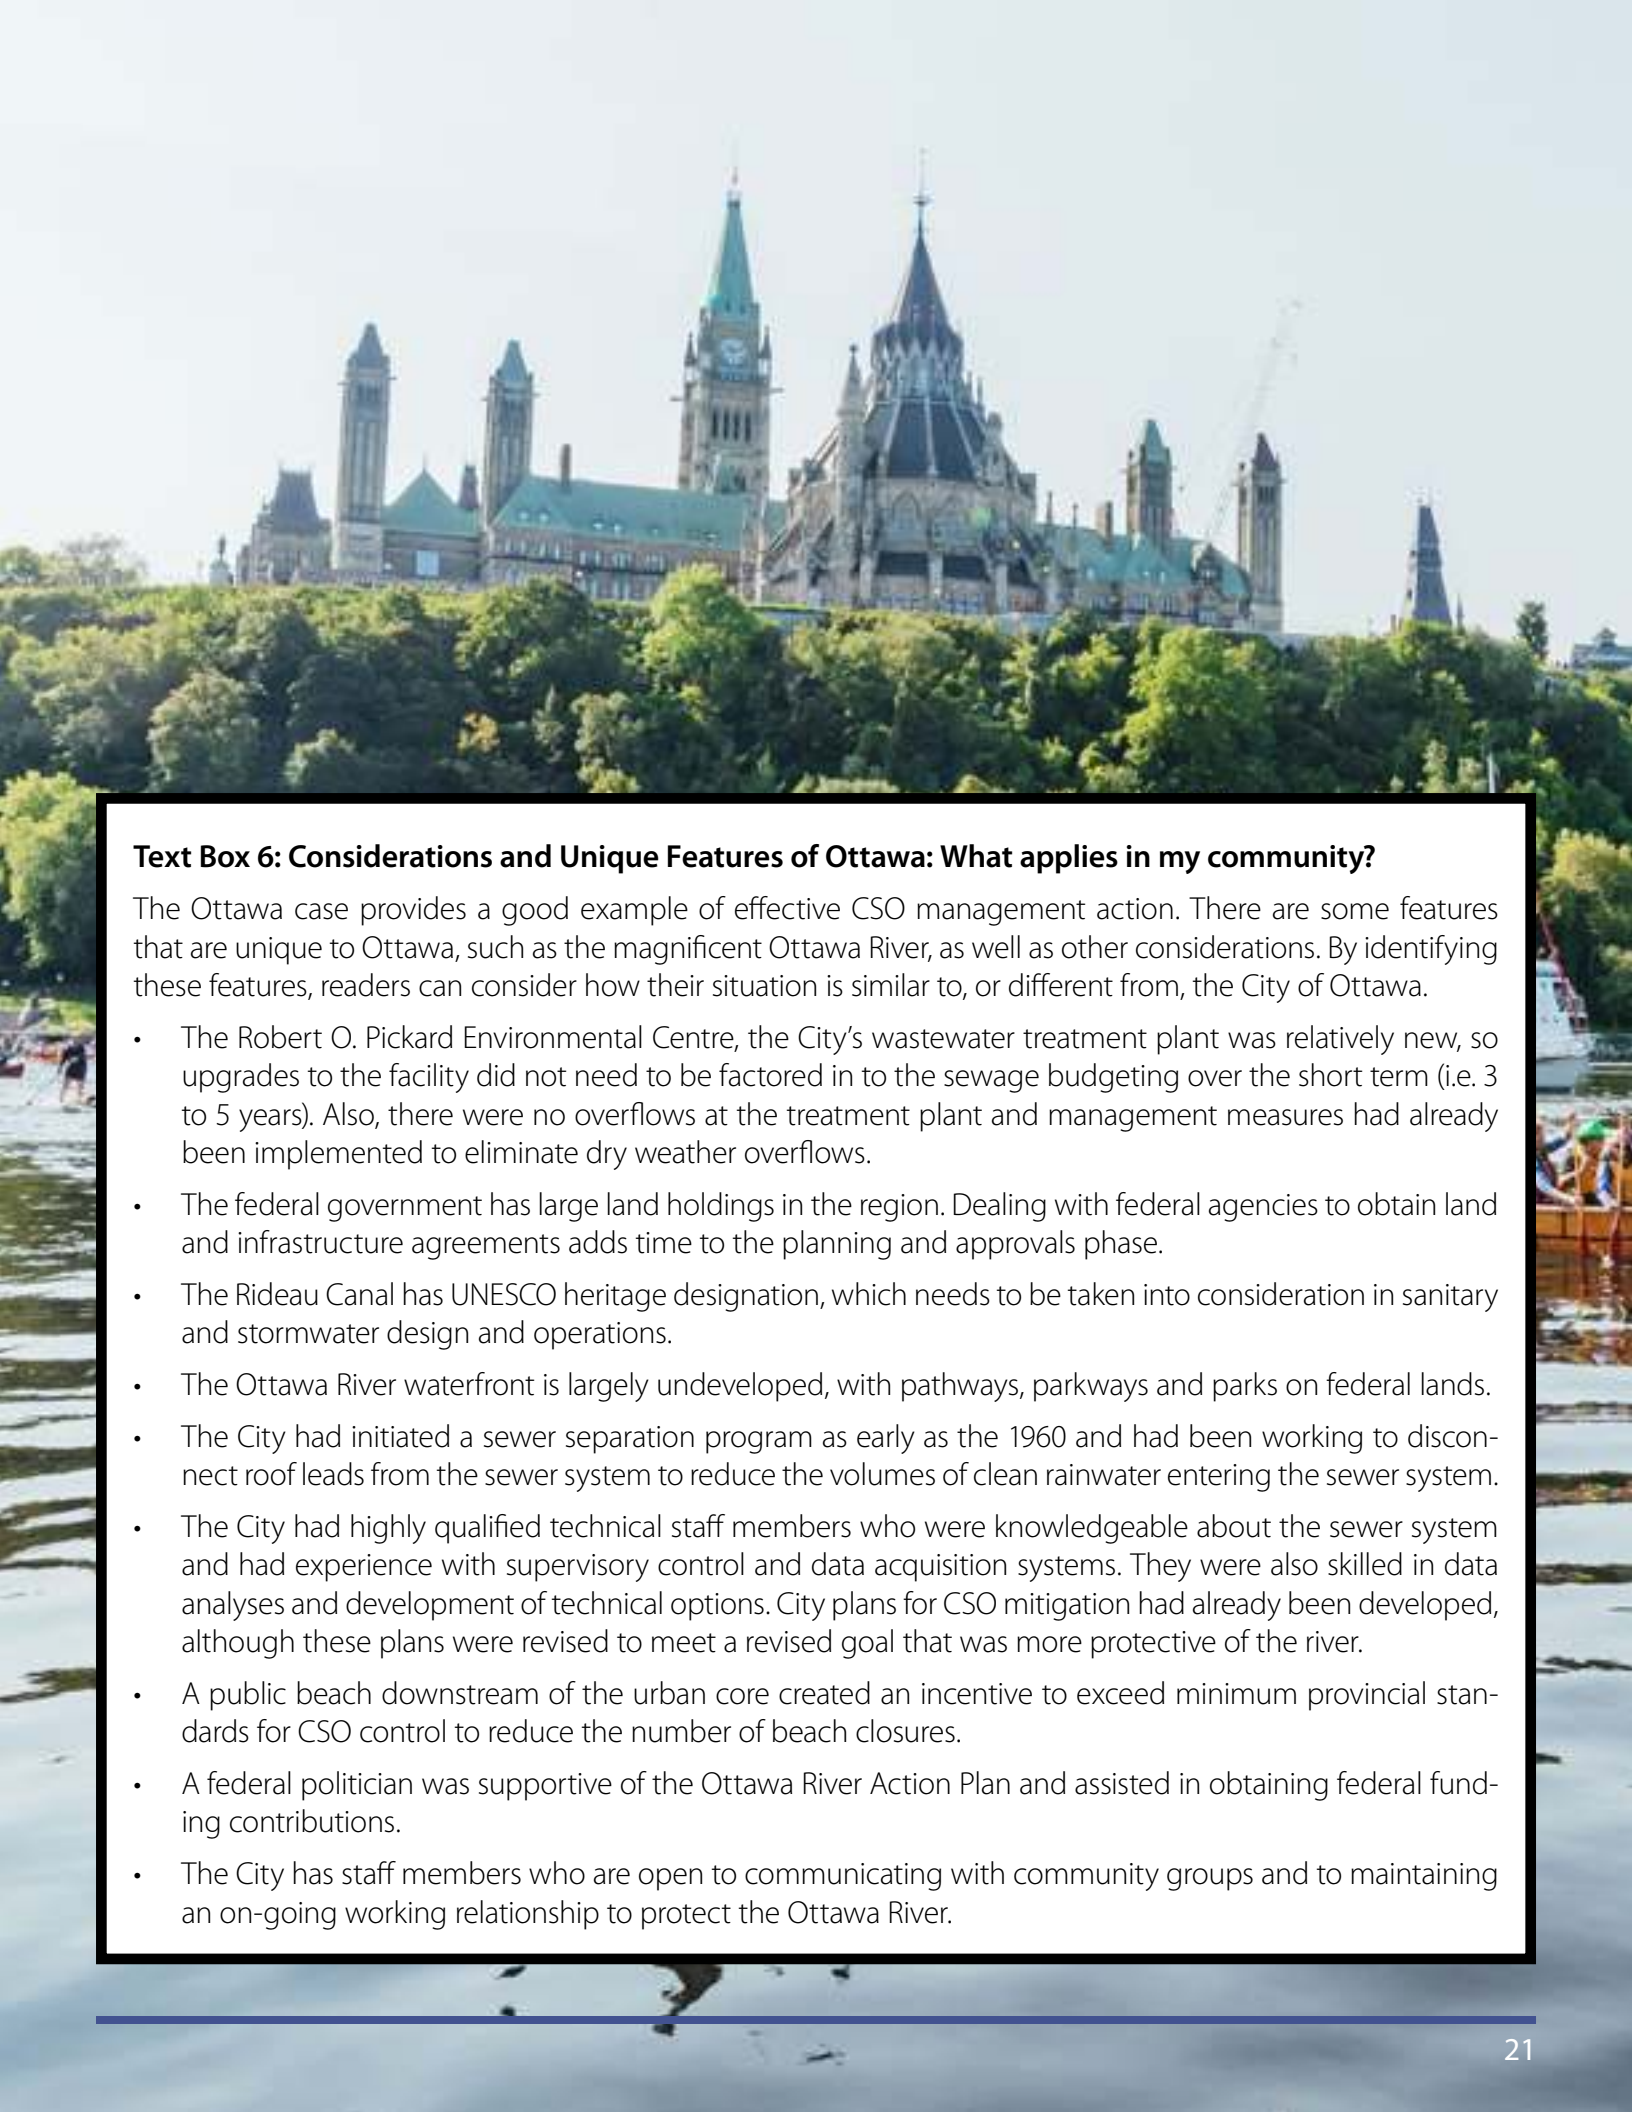 Text Box 6: Considerations and Unique Features of Ottawa: What applies in my community?
The Ottawa case provides a good example of effective CSO management action. There are some features
that are unique to Ottawa, such as the magnificent Ottawa River, as well as other considerations. By identifying
these features, readers can consider how their situation is similar to, or different from, the City of Ottawa.
• The Robert O. Pickard Environmental Centre, the City’s wastewater treatment plant was relatively new, so
upgrades to the facility did not need to be factored in to the sewage budgeting over the short term (i.e. 3
to 5 years). Also, there were no overflows at the treatment plant and management measures had already
been implemented to eliminate dry weather overflows.
• The federal government has large land holdings in the region. Dealing with federal agencies to obtain land
and infrastructure agreements adds time to the planning and approvals phase.
• The Rideau Canal has UNESCO heritage designation, which needs to be taken into consideration in sanitary
and stormwater design and operations.
• The Ottawa River waterfront is largely undeveloped, with pathways, parkways and parks on federal lands.
• The City had initiated a sewer separation program as early as the 1960 and had been working to discon-
nect roof leads from the sewer system to reduce the volumes of clean rainwater entering the sewer system.
• The City had highly qualified technical staff members who were knowledgeable about the sewer system
and had experience with supervisory control and data acquisition systems. They were also skilled in data
analyses and development of technical options. City plans for CSO mitigation had already been developed,
although these plans were revised to meet a revised goal that was more protective of the river.
• A public beach downstream of the urban core created an incentive to exceed minimum provincial stan-
dards for CSO control to reduce the number of beach closures.
• A federal politician was supportive of the Ottawa River Action Plan and assisted in obtaining federal fund-
ing contributions.
• The City has staff members who are open to communicating with community groups and to maintaining
an on-going working relationship to protect the Ottawa River.
21